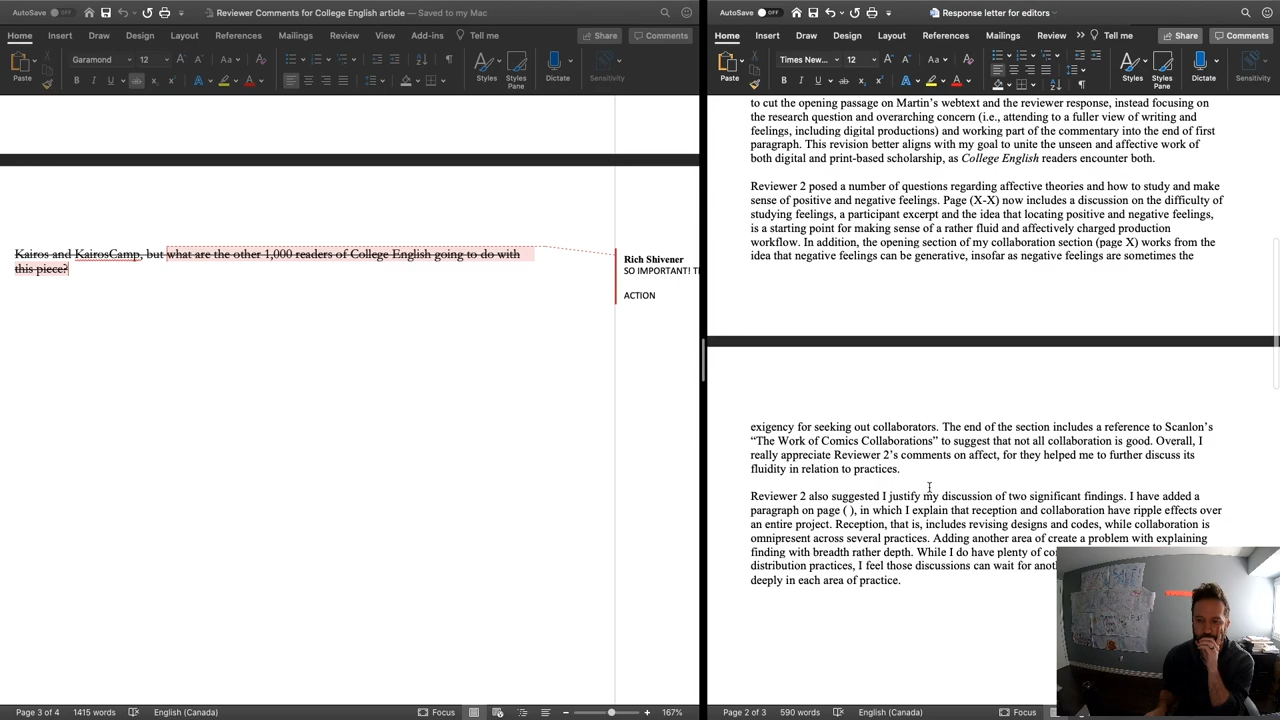 AutoSave OFF
Reviewer Comments for College English article — Saved to my Mac
Home Insert Draw Design Layout References Mailings Review View Add-ins Tell me Share Comments
Paste Garamond 12 Styles Styles Pane Dictate Sensitivity
Kairos and KairosCamp, but what are the other 1,000 readers of College English going to do with
this piece?
Rich Shivener
SO IMPORTANT!
ACTION
Page 3 of 4 1415 words English (Canada) Focus 167%
AutoSave OFF
Response letter for editors
Home Insert Draw Design Layout References Mailings Review Tell me Share Comments
Paste Times New... 12 Styles Styles Pane Dictate Sensitivity
to cut the opening passage on Martin's webtext and the reviewer response, instead focusing on
the research question and overarching concern (i.e., attending to a fuller view of writing and
feelings, including digital productions) and working part of the commentary into the end of first
paragraph. This revision better aligns with my goal to unite the unseen and affective work of
both digital and print-based scholarship, as College English readers encounter both.
Reviewer 2 posed a number of questions regarding affective theories and how to study and make
sense of positive and negative feelings. Page (X-X) now includes a discussion on the difficulty of
studying feelings, a participant excerpt and the idea that locating positive and negative feelings,
is a starting point for making sense of a rather fluid and affectively charged production
workflow. In addition, the opening section of my collaboration section (page X) works from the
idea that negative feelings can be generative, insofar as negative feelings are sometimes the
exigency for seeking out collaborators. The end of the section includes a reference to Scanlon's
“The Work of Comics Collaborations” to suggest that not all collaboration is good. Overall, I
really appreciate Reviewer 2's comments on affect, for they helped me to further discuss its
fluidity in relation to practices.
Reviewer 2 also suggested I justify my discussion of two significant findings. I have added a
paragraph on page ( ), in which I explain that reception and collaboration have ripple effects over
an entire project. Reception, that is, includes revising designs and codes, while collaboration is
omnipresent across several practices. Adding another area of create a problem with explaining
finding with breadth rather depth. While I do have plenty of
distribution practices, I feel those discussions can wait for
deeply in each area of practice.
Page 2 of 3 590 words English (Canada) Focus